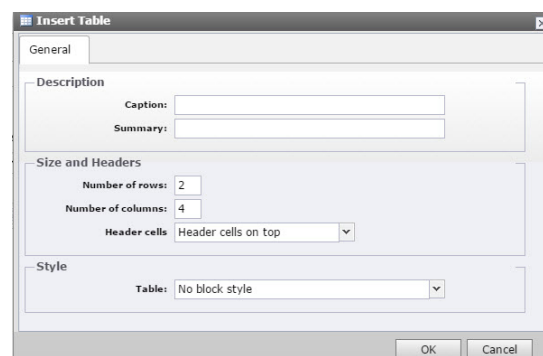 Insert Table
General
Description
Caption:
Summary:
Size and Headers
Number of rows: 2
Number of columns: 4
Header cells Header cells on top
Style
Table: No block style
OK Cancel